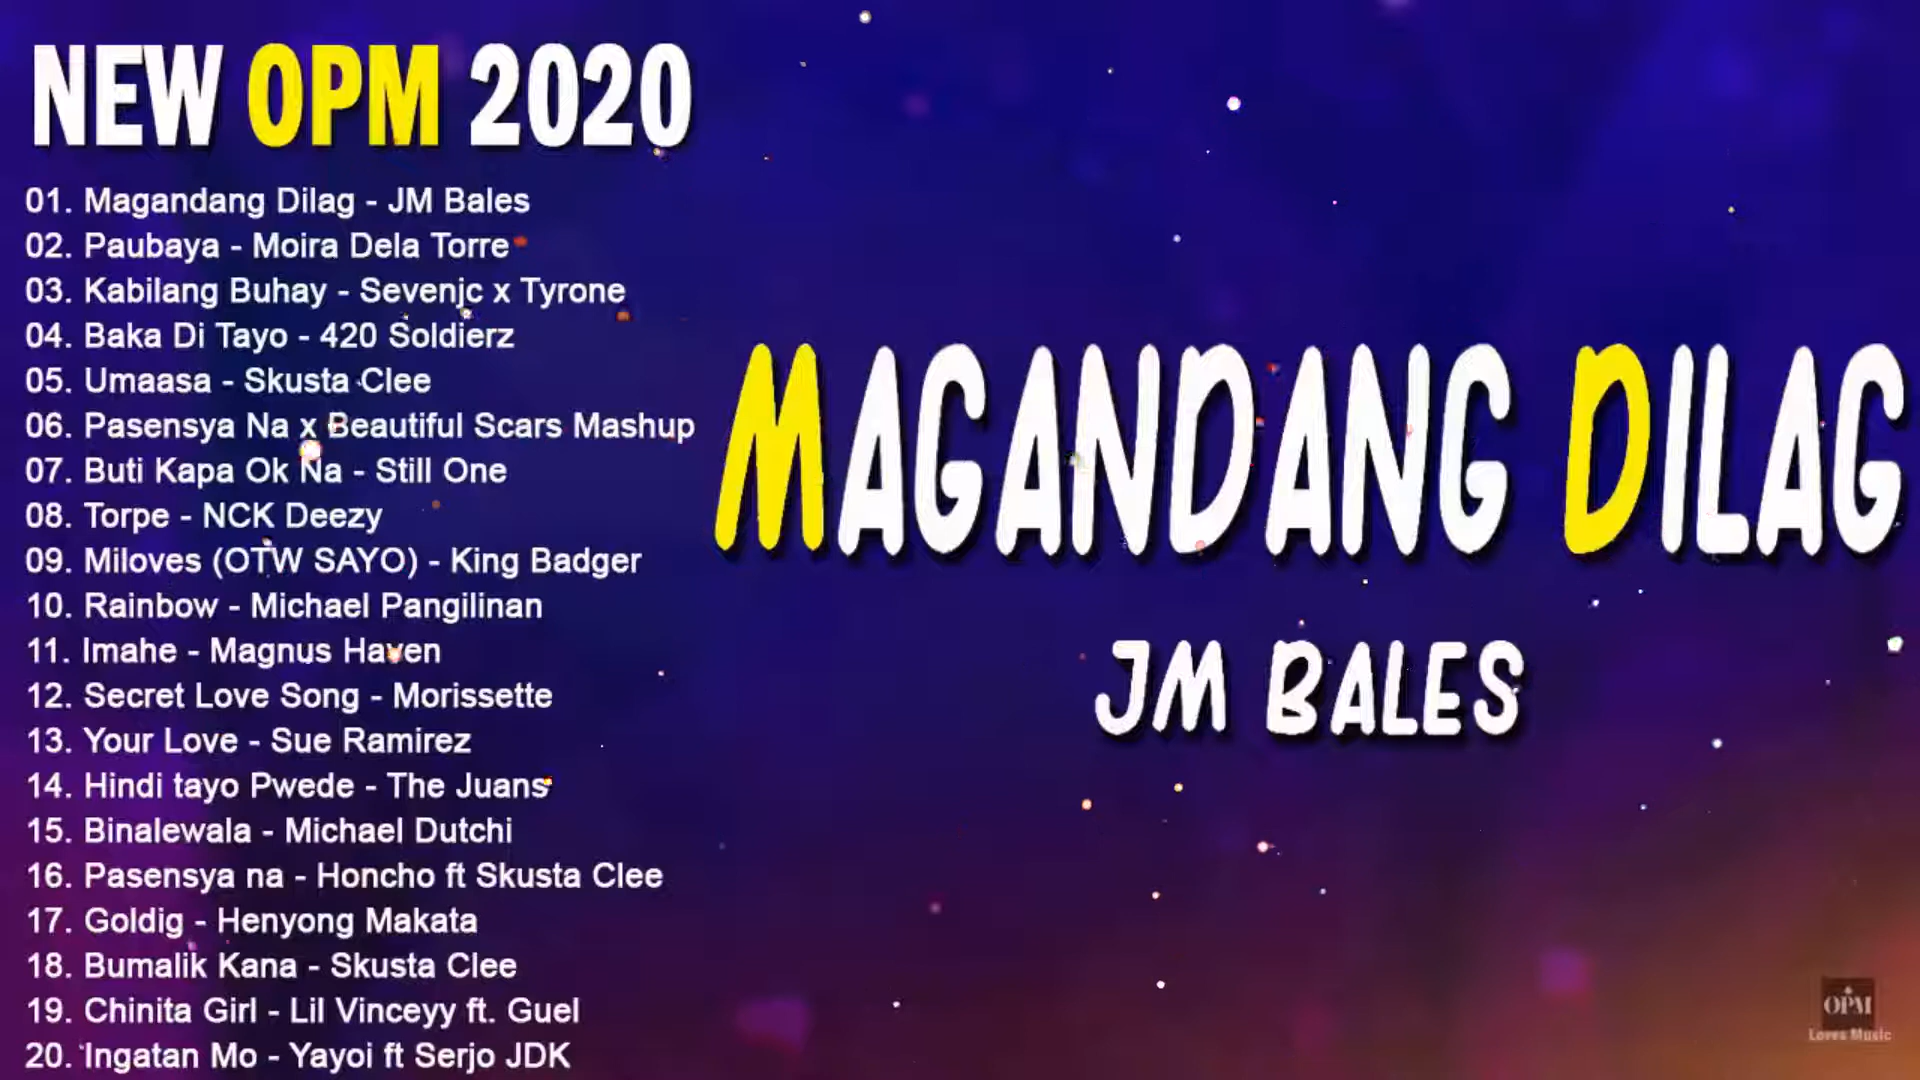 NEW OPM 2020
01. Magandang Dilag - JM Bales
02. Paubaya - Moira Dela Torre
03. Kabilang Buhay - Sevenjc x Tyrone
04. Baka Di Tayo - 420 Soldierz
05. Umaasa - Skusta Clee
06. Pasensya Na x Beautiful Scars Mashup
07. Buti Kapa Ok Na - Still One
08. Torpe - NCK Deezy
09. Miloves (OTW SAYO) - King Badger
10. Rainbow - Michael Pangilinan
11. Imahe - Magnus Haven
12. Secret Love Song - Morissette
13. Your Love - Sue Ramirez
14. Hindi tayo Pwede - The Juans
15. Binalewala - Michael Dutchi
16. Pasensya na - Honcho ft Skusta Clee
17. Goldig - Henyong Makata
18. Bumalik Kana - Skusta Clee
19. Chinita Girl - Lil Vinceyy ft. Guel
20. Ingatan Mo - Yayoi ft Serjo JDK
MAGANDANG DILAG
JM BALES
OPM
Loves Music